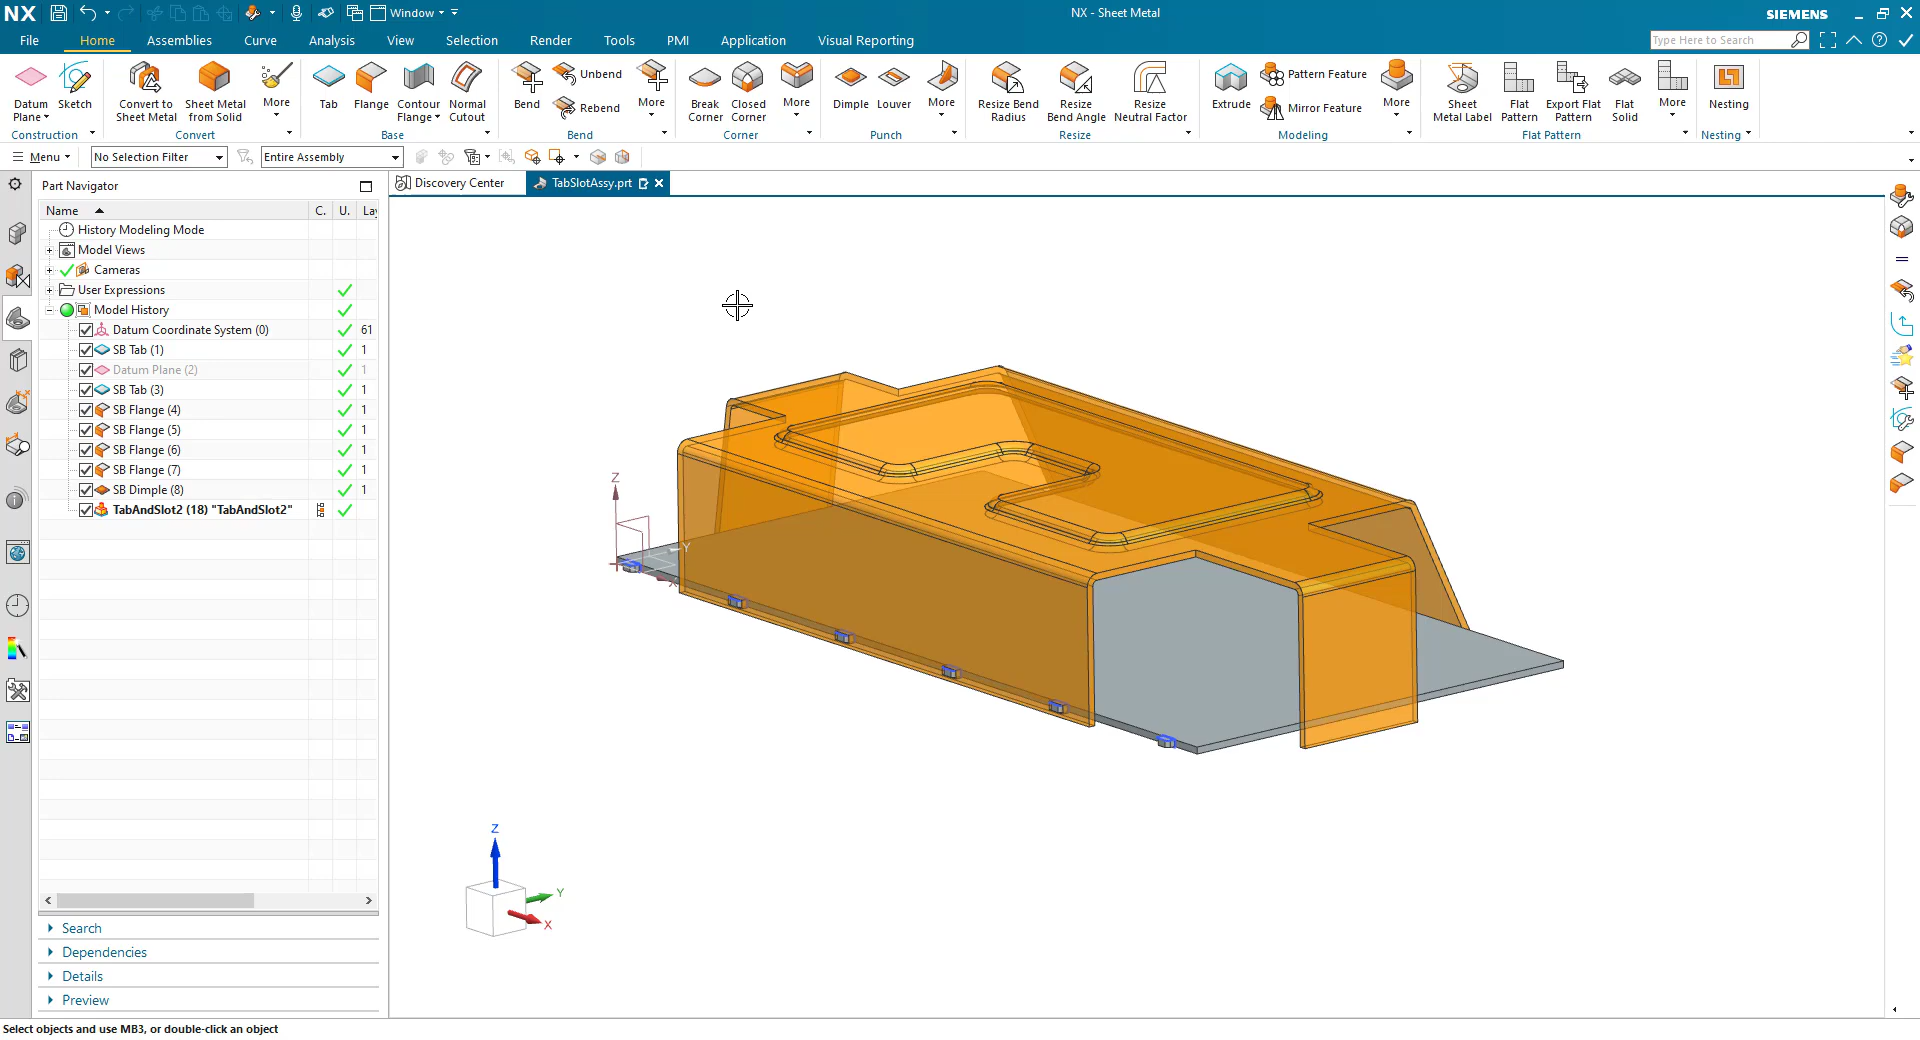 NX
Window
NX - Sheet Metal
SIEMENS
File
Home
Assemblies
Curve
Analysis
View
Selection
Render
Tools
PMI
Application
Visual Reporting
Type Here to Search
Datum Plane
Sketch
Construction
Convert to Sheet Metal
Sheet Metal from Solid
More
Convert
Tab
Flange
Contour Flange
Normal Cutout
Base
Bend
Unbend
Rebend
More
Bend
Break Corner
Closed Corner
More
Corner
Dimple
Louver
More
Punch
Resize Bend Radius
Resize Bend Angle
Resize Neutral Factor
Resize
Extrude
Pattern Feature
Mirror Feature
More
Modeling
Sheet Metal Label
Flat Pattern
Export Flat Pattern
Flat Solid
More
Flat Pattern
Nesting
Nesting
Menu
No Selection Filter
Entire Assembly
Part Navigator
Discovery Center
TabSlotAssy.prt
Name C. U. Lay
History Modeling Mode
Model Views
Cameras
User Expressions
Model History
Datum Coordinate System (0) 61
SB Tab (1) 1
Datum Plane (2) 1
SB Tab (3) 1
SB Flange (4) 1
SB Flange (5) 1
SB Flange (6) 1
SB Flange (7) 1
SB Dimple (8) 1
TabAndSlot2 (18) "TabAndSlot2"
Z
Y
X
Z
Y
X
Search
Dependencies
Details
Preview
Select objects and use MB3, or double-click an object